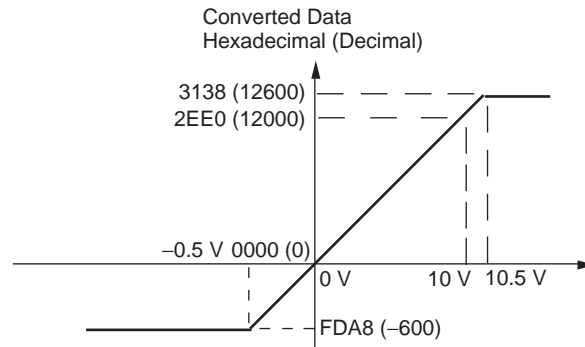 Converted Data
Hexadecimal (Decimal)
3138 (12600)
2EE0 (12000)
−0.5 V 0000 (0)
0 V
10 V
10.5 V
FDA8 (−600)